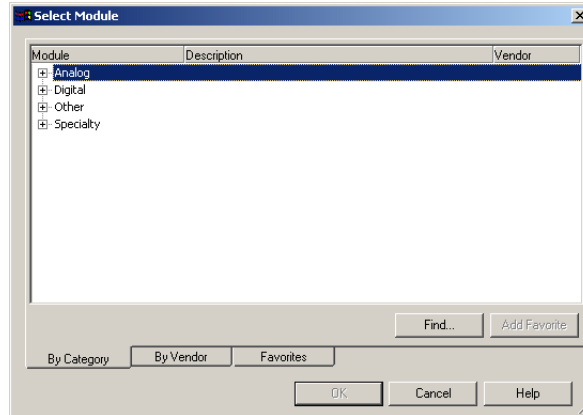 Select Module
Module Description Vendor
Analog
Digital
Other
Specialty
Find... Add Favorite
By Category By Vendor Favorites
OK Cancel Help